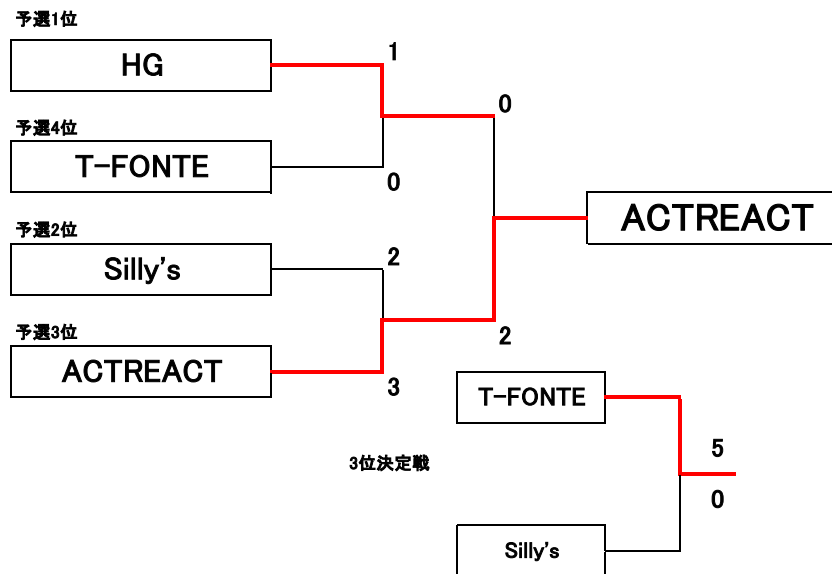 予選1位
HG
1
0
予選4位
T-FONTE
0
予選2位
Silly's
2
ACTREACT
予選3位
ACTREACT
3
2
T-FONTE
3位決定戦
5
0
Silly's